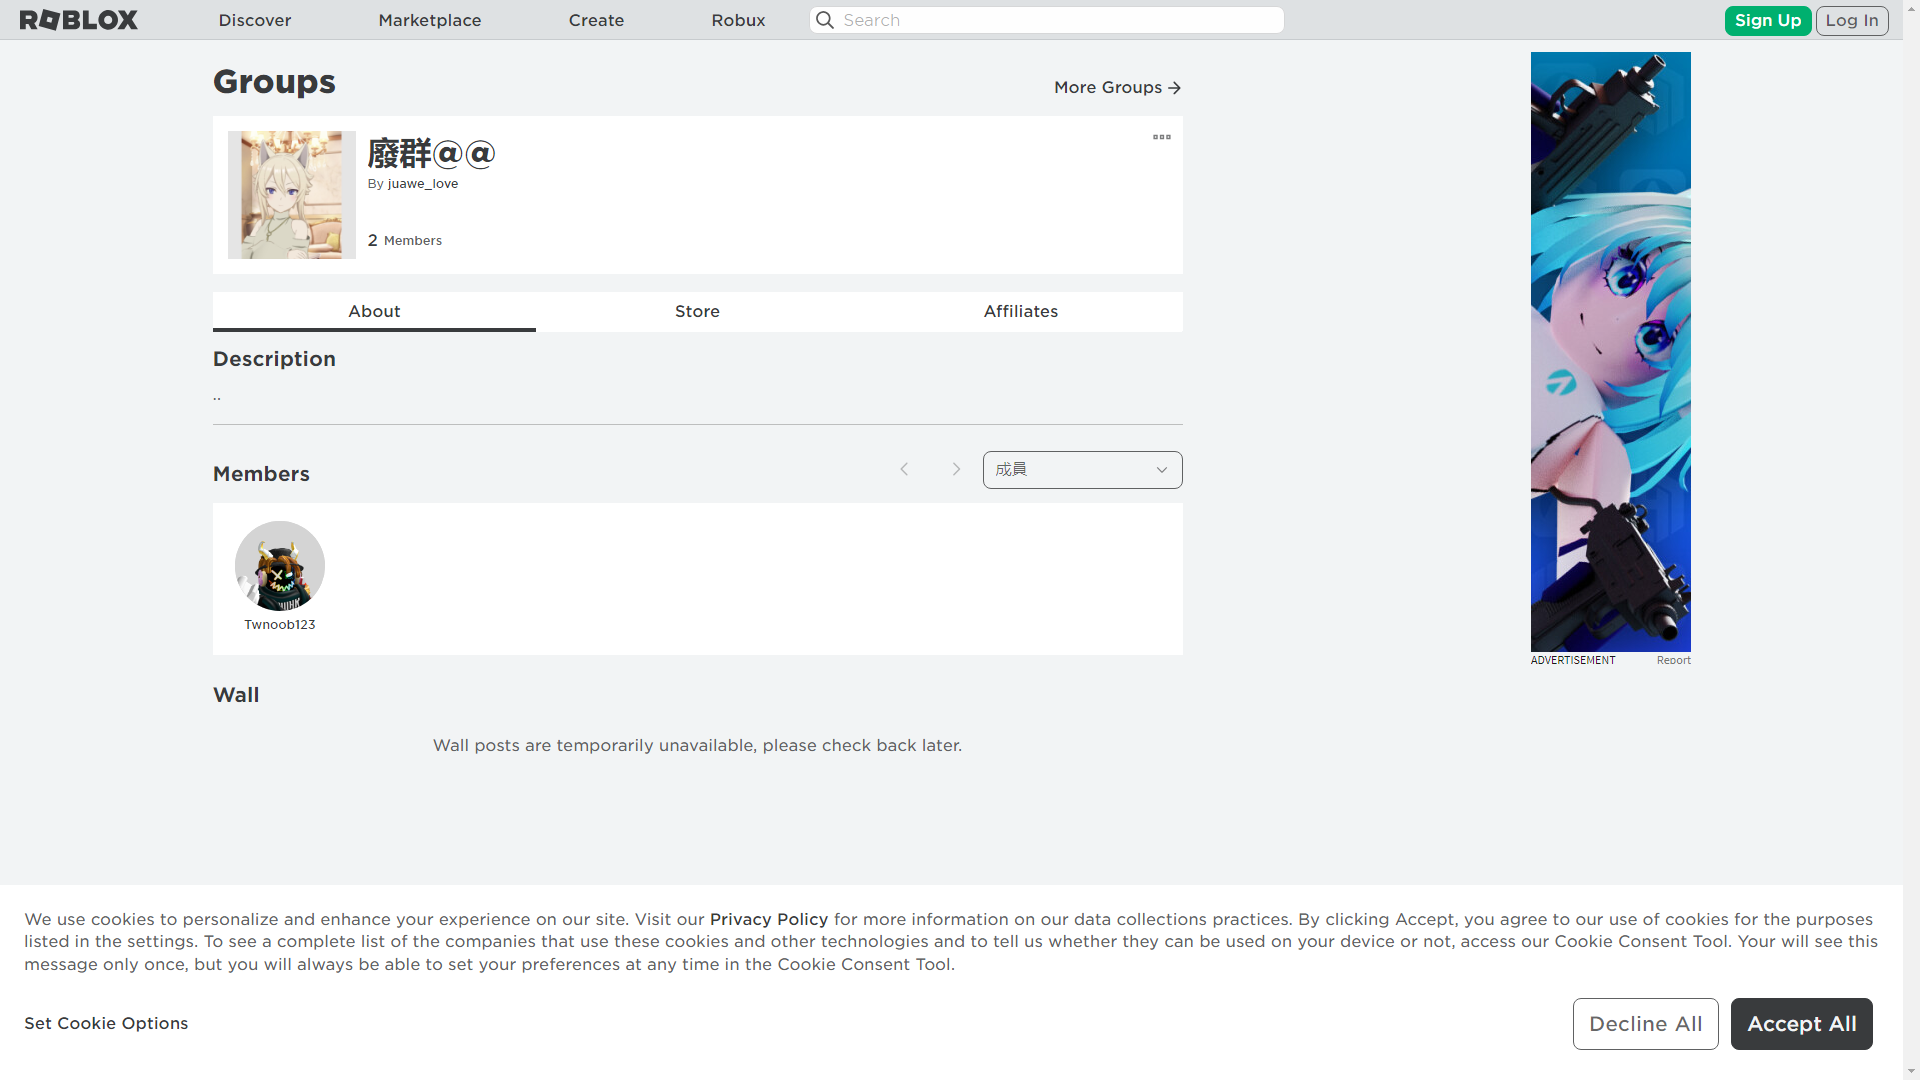 ROBLOX
Discover
Marketplace
Create
Robux
Search
Sign Up
Log In
Groups
More Groups
廢群@@
By juawe_love
2 Members
About
Store
Affiliates
Description
..
Members
成員
Twnoob123
Wall
Wall posts are temporarily unavailable, please check back later.
ADVERTISEMENT
Report
We use cookies to personalize and enhance your experience on our site. Visit our Privacy Policy for more information on our data collections practices. By clicking Accept, you agree to our use of cookies for the purposes
listed in the settings. To see a complete list of the companies that use these cookies and other technologies and to tell us whether they can be used on your device or not, access our Cookie Consent Tool. Your will see this
message only once, but you will always be able to set your preferences at any time in the Cookie Consent Tool.
Set Cookie Options
Decline All
Accept All